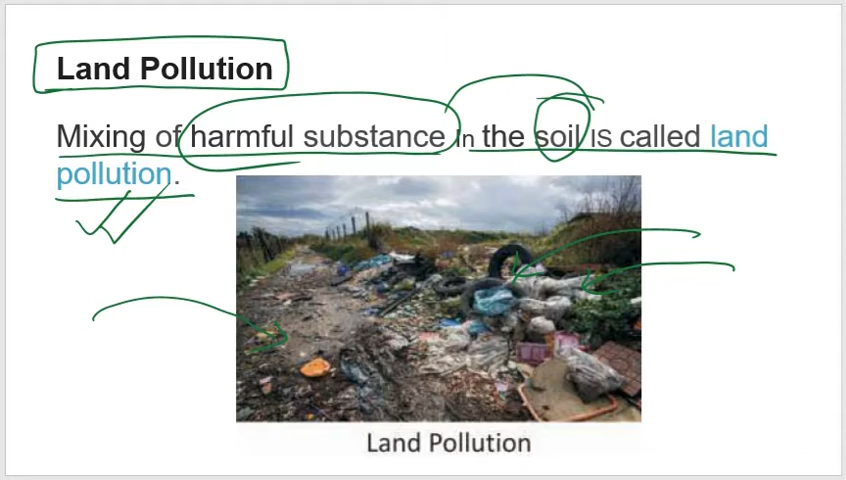 Land Pollution
Mixing of harmful substance In the soil IS called land
pollution.
Land Pollution